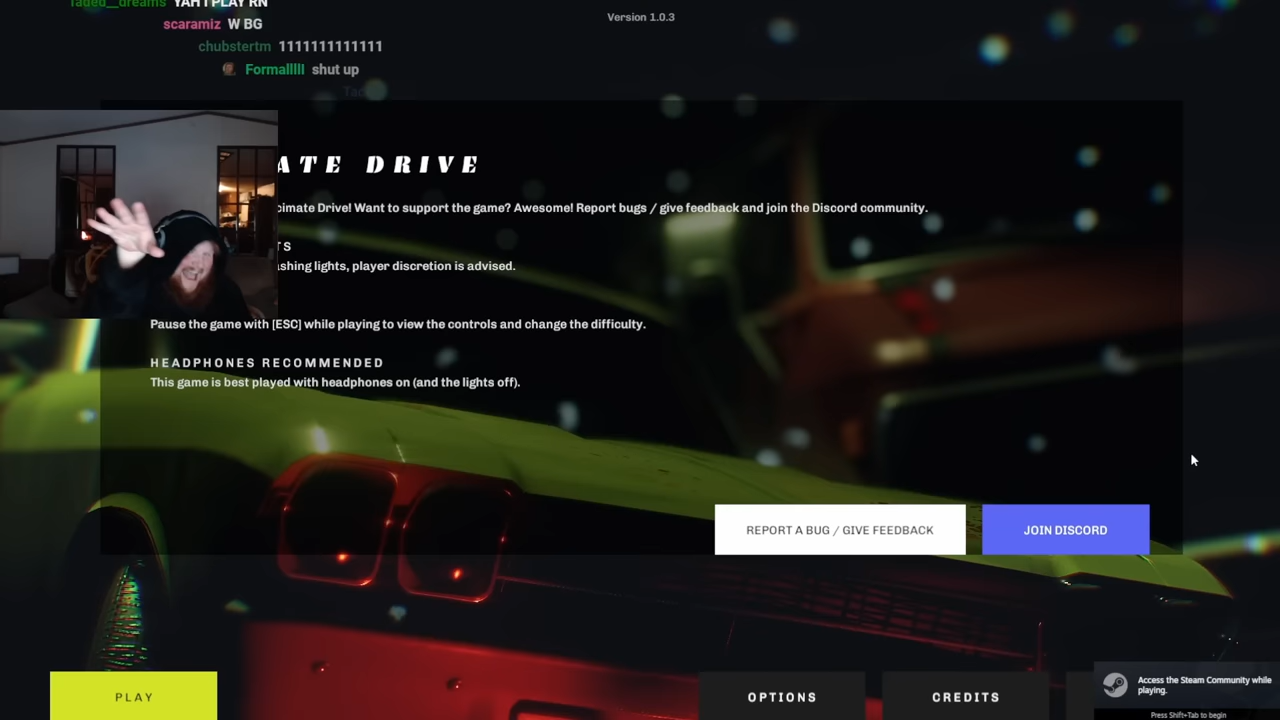 faded__dreams YAH I PLAY RN
Version 1.0.3
scaramiz W BG
chubstertm 1111111111111
Formalllll shut up
ATE DRIVE
cimate Drive! Want to support the game? Awesome! Report bugs / give feedback and join the Discord community.
TS
ashing lights, player discretion is advised.
Pause the game with [ESC] while playing to view the controls and change the difficulty.
HEADPHONES RECOMMENDED
This game is best played with headphones on (and the lights off).
REPORT A BUG / GIVE FEEDBACK
JOIN DISCORD
PLAY
OPTIONS
CREDITS
Access the Steam Community while
playing.
Press Shift+Tab to begin